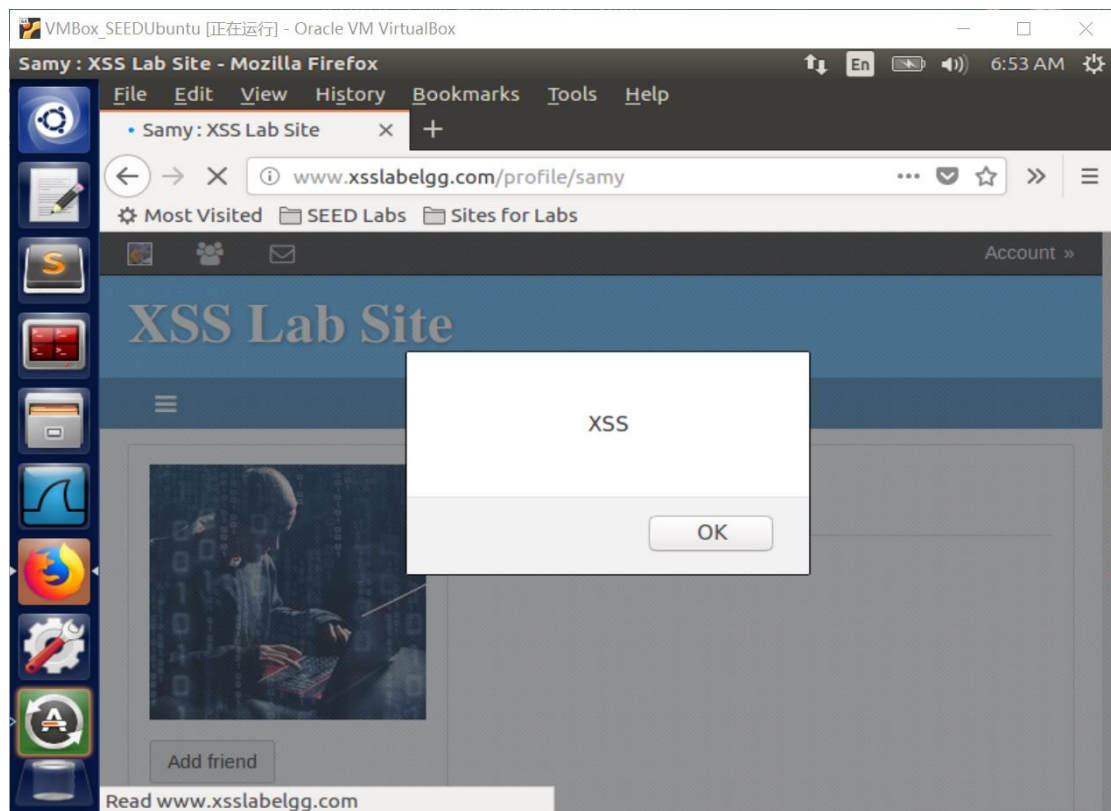 VMBox_SEEDUbuntu [正在运行] - Oracle VM VirtualBox
Samy : XSS Lab Site - Mozilla Firefox En 6:53 AM
File Edit View History Bookmarks Tools Help
• Samy : XSS Lab Site
www.xsslabelgg.com/profile/samy
Most Visited SEED Labs Sites for Labs
Account »
XSS Lab Site
XSS
OK
Add friend
Read www.xsslabelgg.com